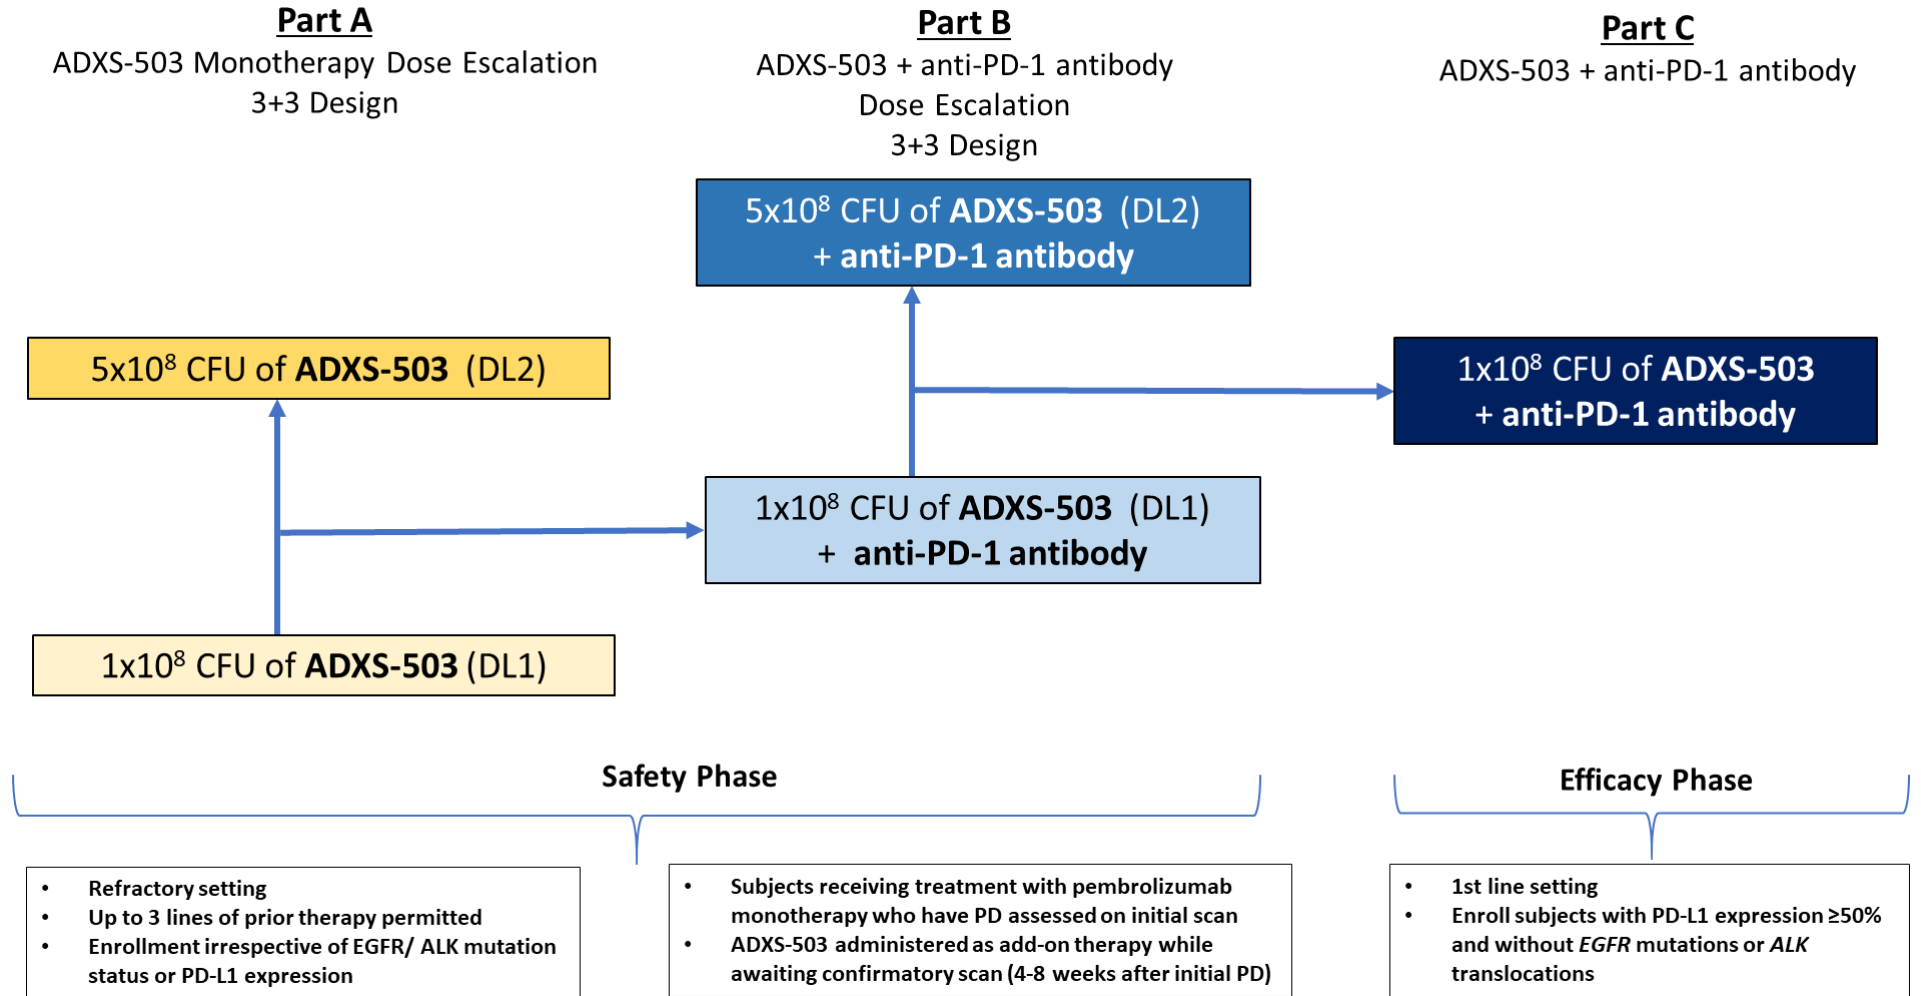 Part A
ADXS-503 Monotherapy Dose Escalation
3+3 Design
Part B
ADXS-503 + anti-PD-1 antibody
Dose Escalation
3+3 Design
Part C
ADXS-503 + anti-PD-1 antibody
5x10⁸ CFU of ADXS-503 (DL2)
+ anti-PD-1 antibody
5x10⁸ CFU of ADXS-503 (DL2)
1x10⁸ CFU of ADXS-503
+ anti-PD-1 antibody
1x10⁸ CFU of ADXS-503 (DL1)
+ anti-PD-1 antibody
1x10⁸ CFU of ADXS-503 (DL1)
Safety Phase
Efficacy Phase
• Refractory setting
• Up to 3 lines of prior therapy permitted
• Enrollment irrespective of EGFR/ ALK mutation
status or PD-L1 expression
• Subjects receiving treatment with pembrolizumab
monotherapy who have PD assessed on initial scan
• ADXS-503 administered as add-on therapy while
awaiting confirmatory scan (4-8 weeks after initial PD)
• 1st line setting
• Enroll subjects with PD-L1 expression ≥50%
and without EGFR mutations or ALK
translocations